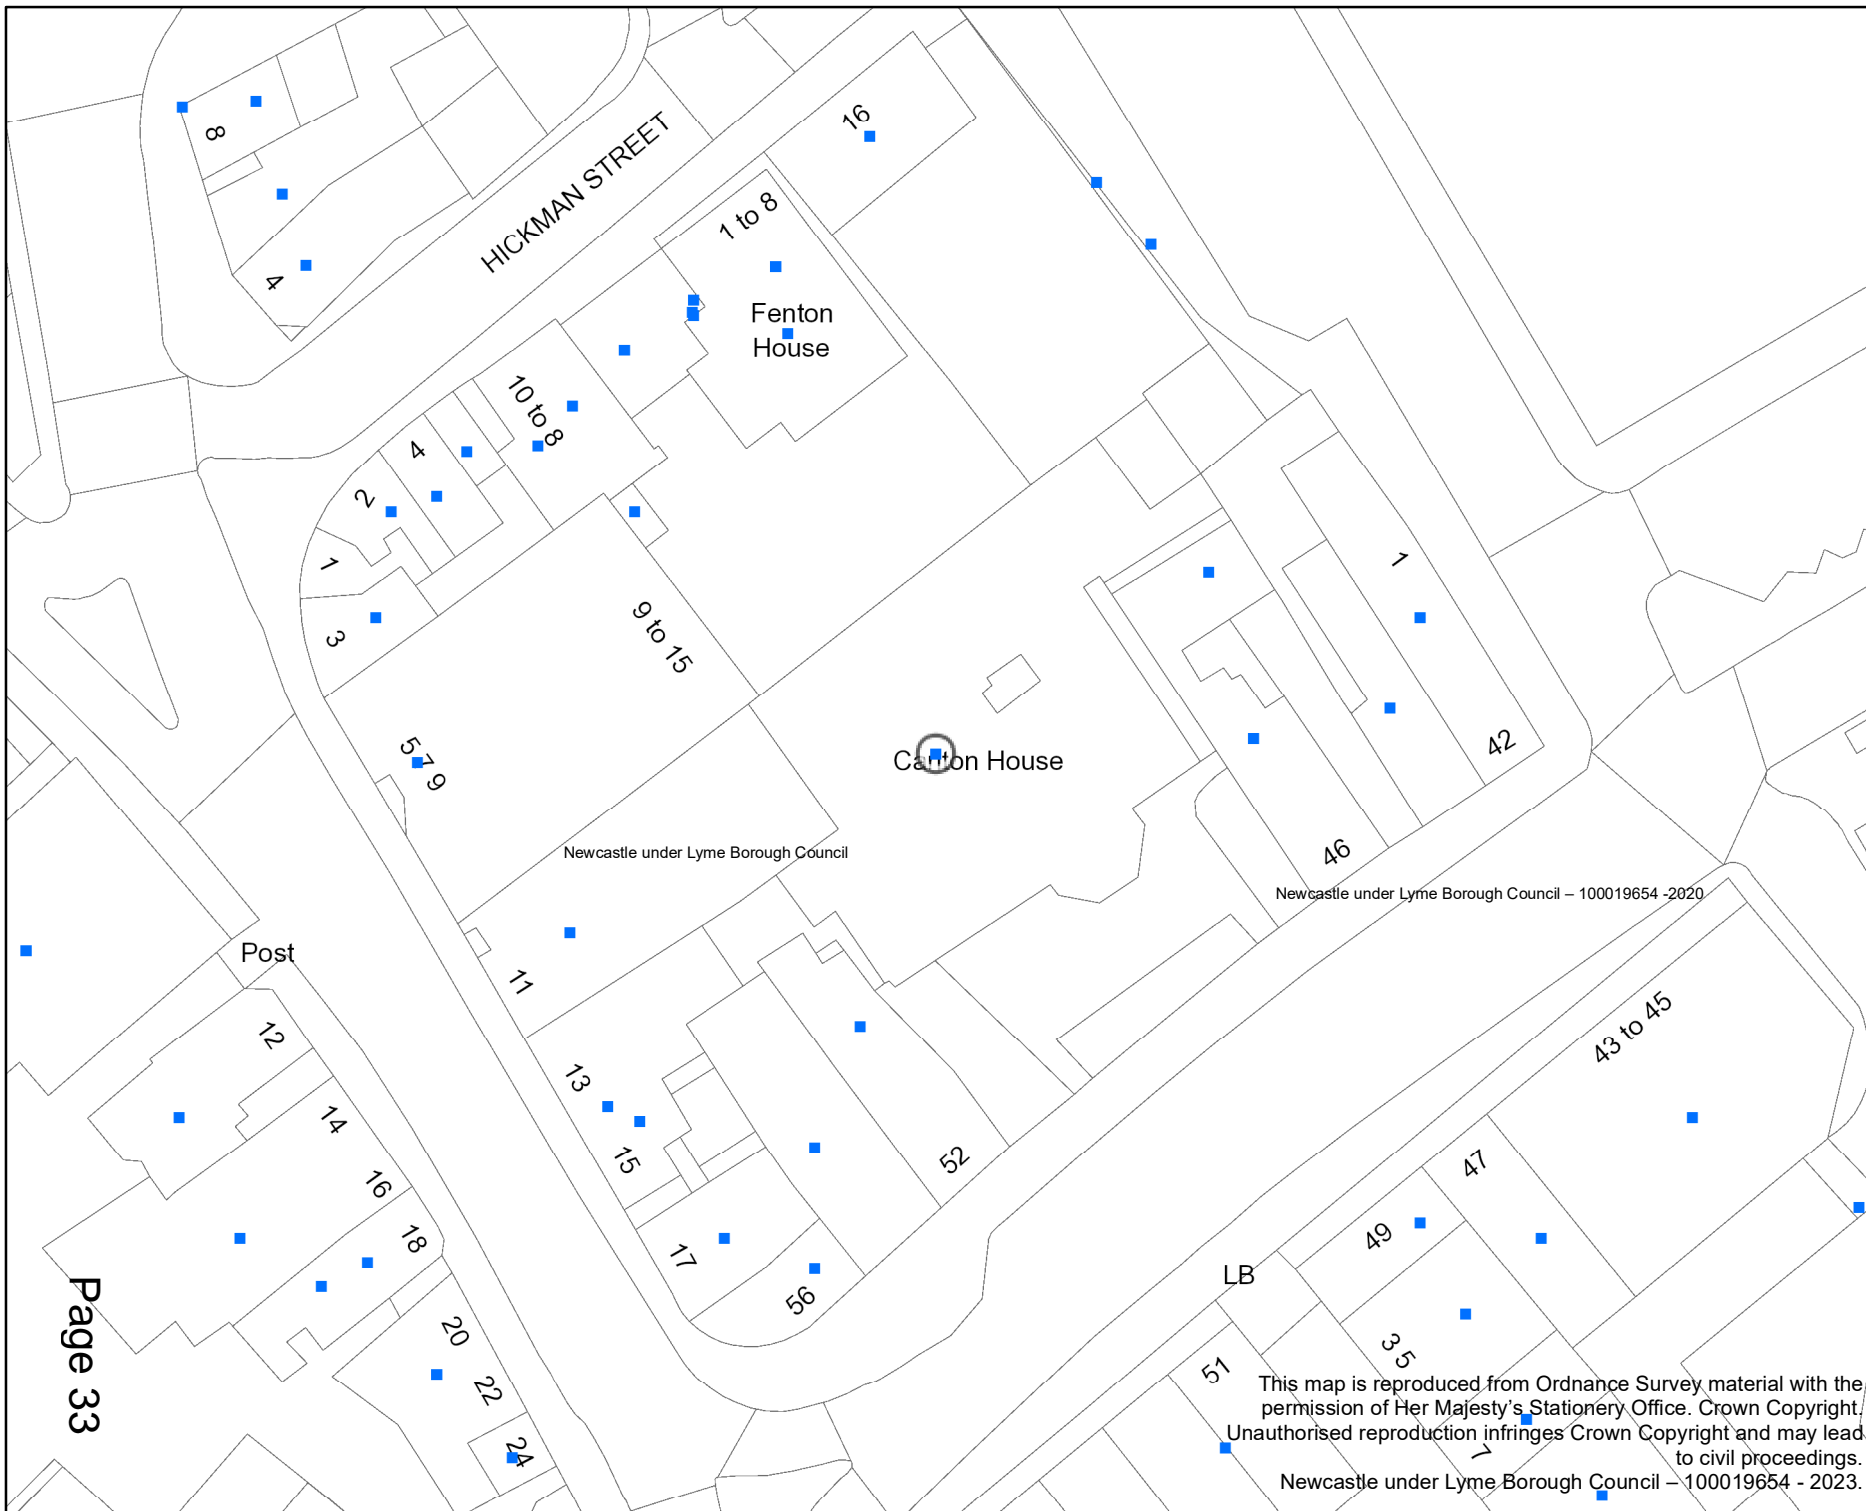 8
16
HICKMAN STREET
1 to 8
4
Fenton
House
10 to 8
4
2
1
3
9 to 15
1
42
5 7 9
Canton House
46
Newcastle under Lyme Borough Council
Newcastle under Lyme Borough Council – 100019654 -2020
Post
11
12
43 to 45
13
14
15
52
16
47
18
49
17
LB
56
20
3 5
51
22
24
7
Page 33
This map is reproduced from Ordnance Survey material with the
permission of Her Majesty's Stationery Office. Crown Copyright.
Unauthorised reproduction infringes Crown Copyright and may lead
to civil proceedings.
Newcastle under Lyme Borough Council – 100019654 - 2023.